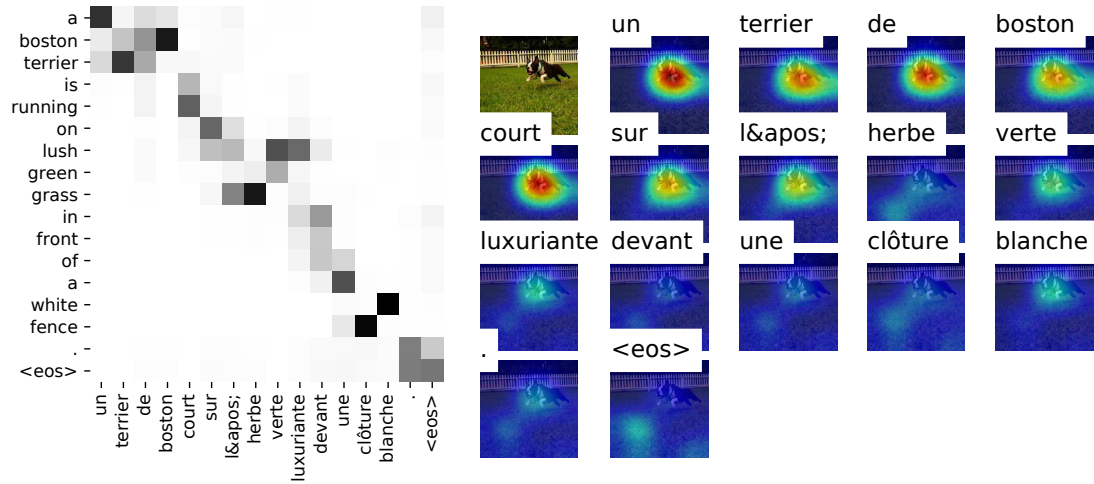 a
boston
terrier
is
running
on
lush
green
grass
in
front
of
a
white
fence
.
<eos>
un
terrier
de
boston
court
sur
l&apos;
herbe
verte
luxuriante
devant
une
clôture
blanche
.
<eos>
un terrier de boston
court sur l&apos; herbe verte
luxuriante devant une clôture blanche
. <eos>